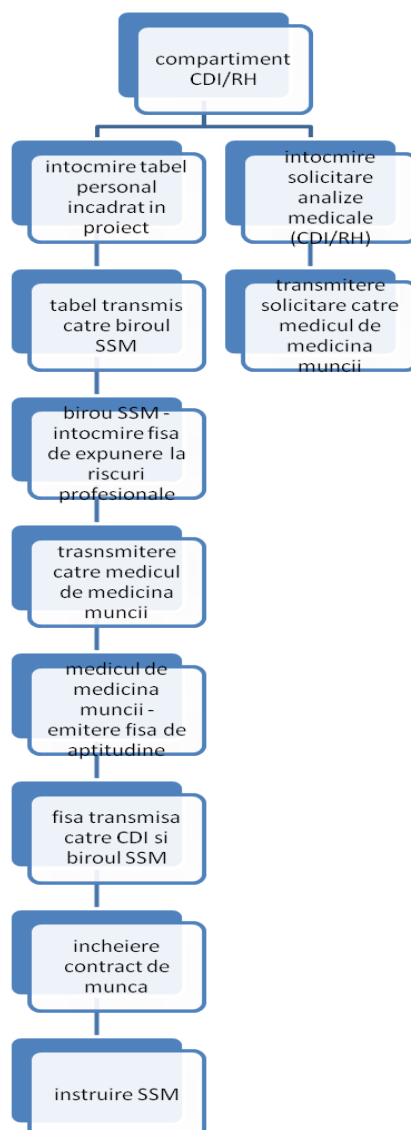 compartiment
CDI/RH
intocmire tabel
personal
incadrat in
proiect
intocmire
solicitare
analize
medicale
(CDI/RH)
tabel transmis
catre biroul
SSM
transmitere
solicitare catre
medicul de
medicina
muncii
birou SSM -
intocmire fisa
de expunere la
riscuri
profesionale
trasnsmitere
catre medicul
de medicina
muncii
medicul de
medicina
muncii -
emitere fisa de
aptitudine
fisa transmisa
catre CDI si
biroul SSM
incheiere
contract de
munca
instruire SSM